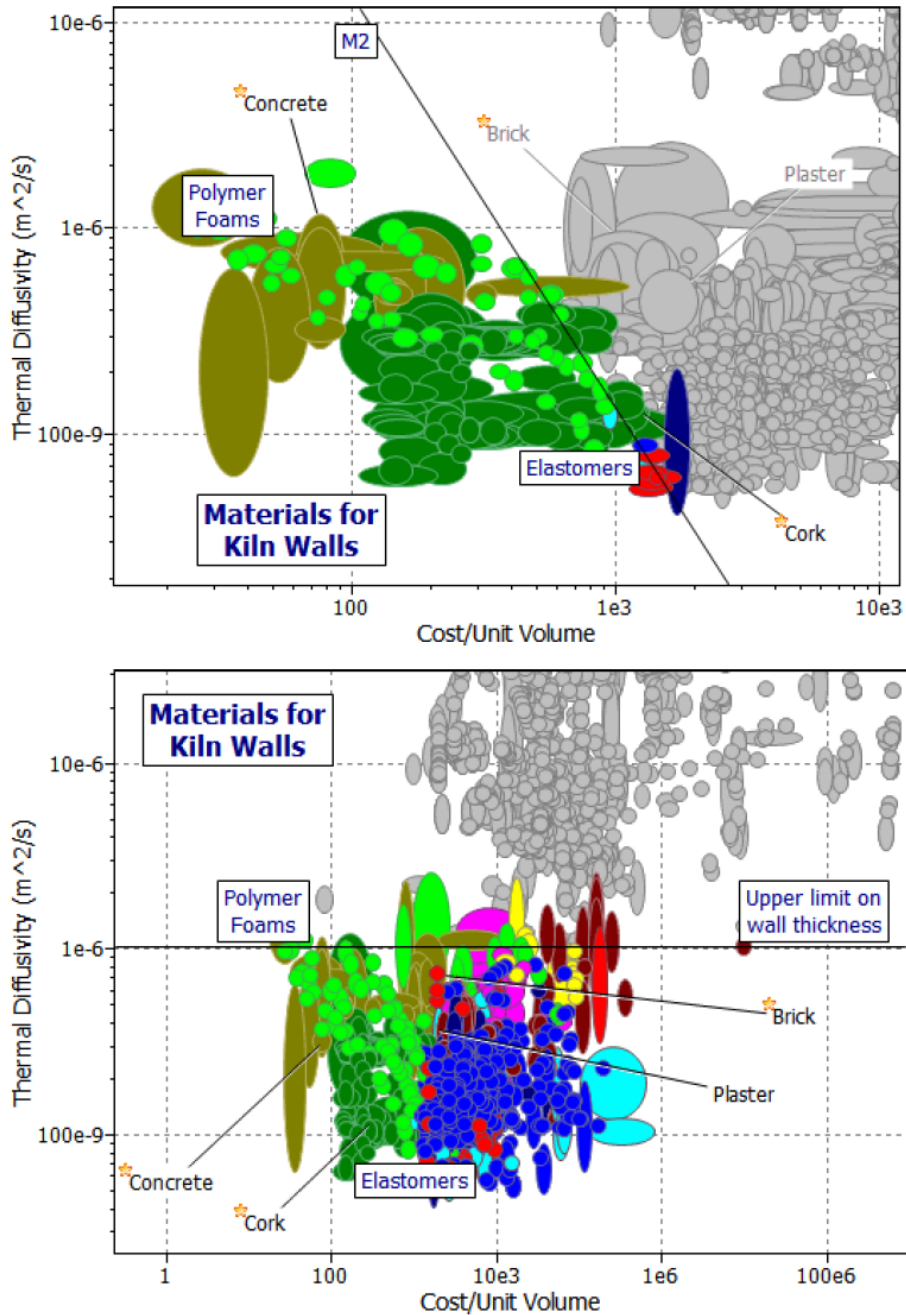 10e-6
M2
Concrete
Brick
Polymer
Foams
Plaster
1e-6
Thermal Diffusivity (m^2/s)
100e-9
Elastomers
Materials for
Kiln Walls
Cork
100
1e3
10e3
Cost/Unit Volume
Materials for
Kiln Walls
10e-6
Polymer
Foams
Upper limit on
wall thickness
1e-6
Thermal Diffusivity (m^2/s)
Brick
Plaster
100e-9
Concrete
Elastomers
Cork
1
100
10e3
1e6
100e6
Cost/Unit Volume